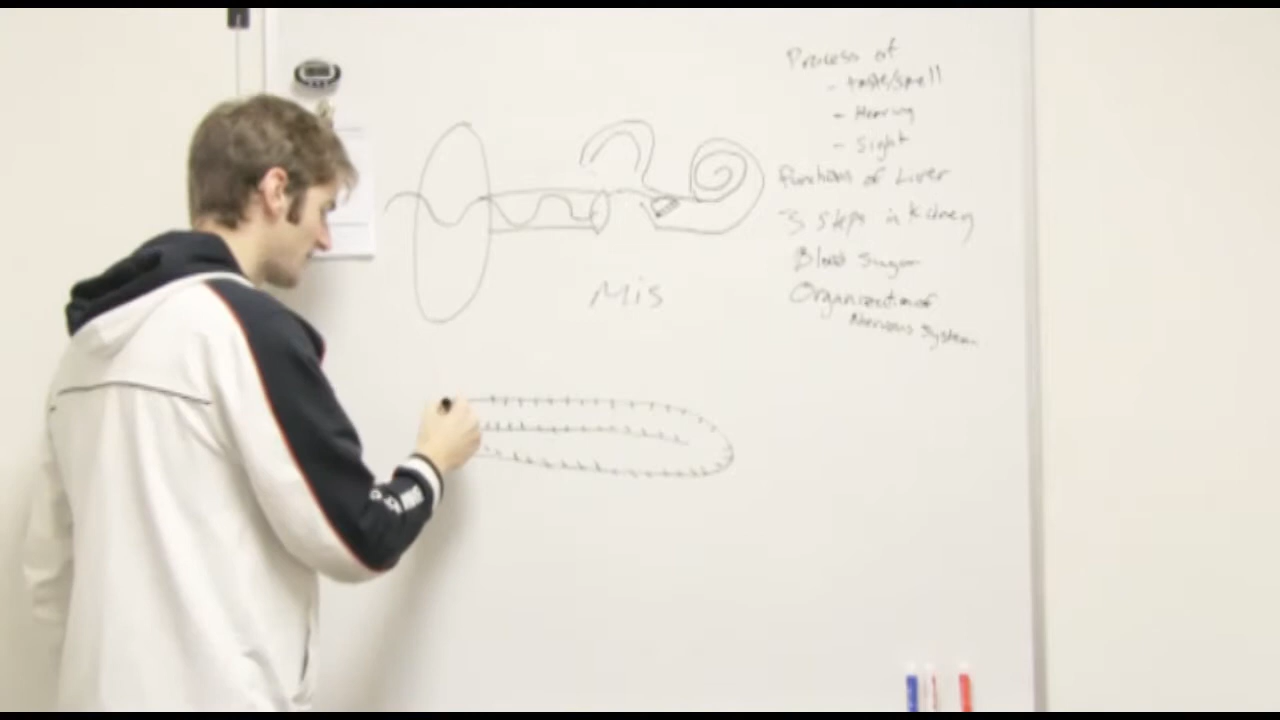 Process of
- taste/smell
- Hearing
- Sight
Functions of Liver
3 steps in kidney
Blood Sugar
Organization of
Nervous System
Mis